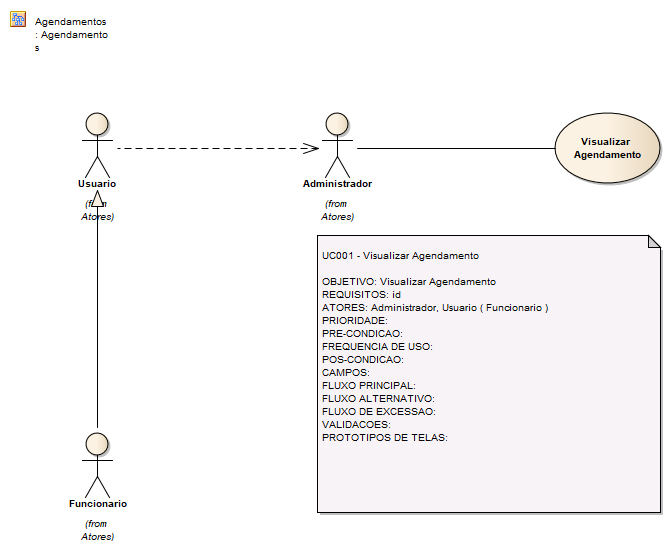 Agendamentos
: Agendamento
s
Usuario
(from
Atores)
Administrador
(from
Atores)
Visualizar
Agendamento
UC001 - Visualizar Agendamento
OBJETIVO: Visualizar Agendamento
REQUISITOS: id
ATORES: Administrador, Usuario ( Funcionario )
PRIORIDADE:
PRE-CONDICAO:
FREQUENCIA DE USO:
POS-CONDICAO:
CAMPOS:
FLUXO PRINCIPAL:
FLUXO ALTERNATIVO:
FLUXO DE EXCESSAO:
VALIDACOES:
PROTOTIPOS DE TELAS:
Funcionario
(from
Atores)